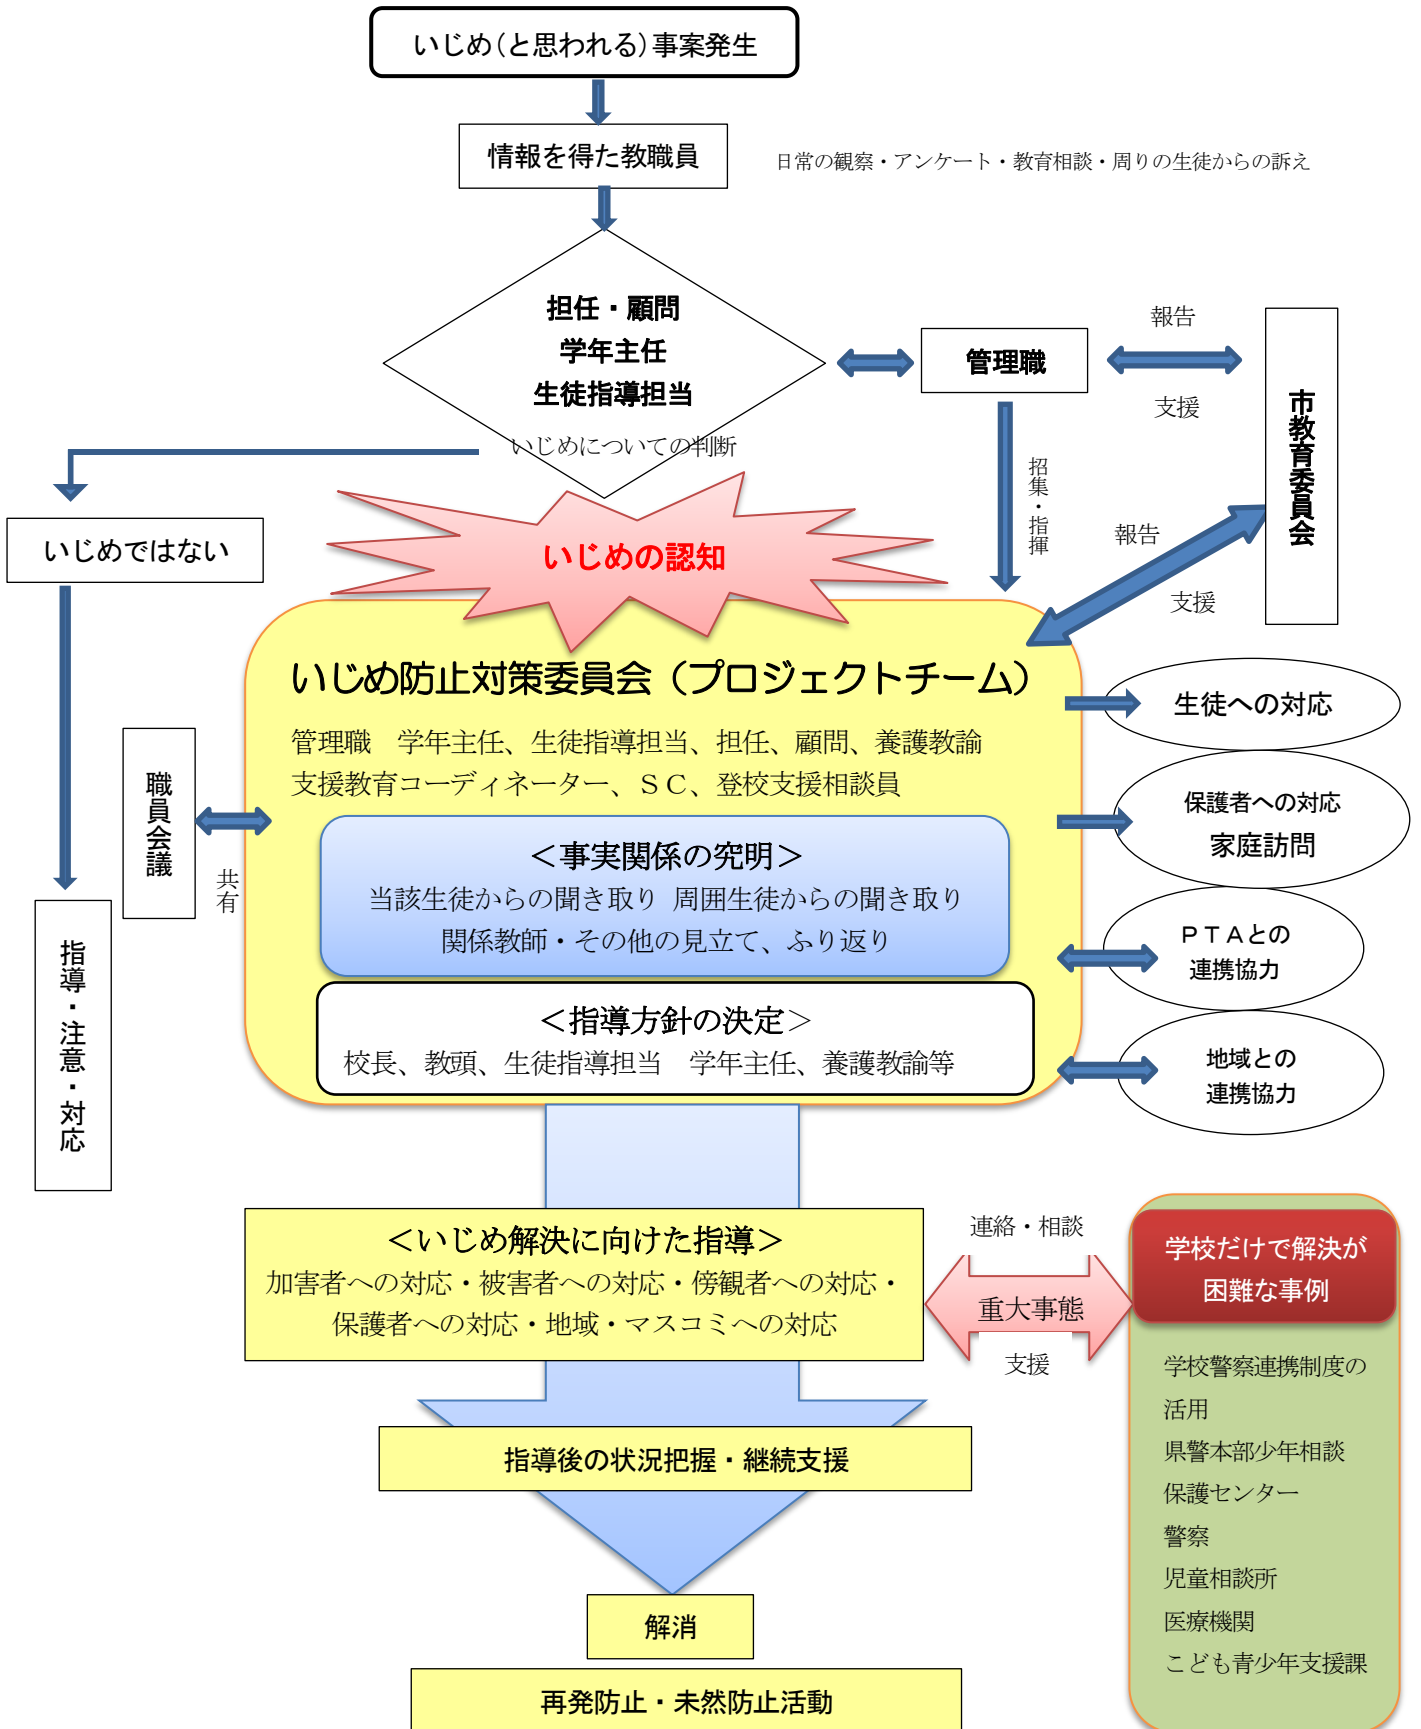 いじめ(と思われる)事案発生
情報を得た教職員
日常の観察・アンケート・教育相談・周りの生徒からの訴え
担任・顧問
学年主任
生徒指導担当
いじめについての判断
管理職
報告
支援
市教育委員会
招集・指揮
報告
支援
いじめではない
いじめの認知
いじめ防止対策委員会（プロジェクトチーム）
管理職　学年主任、生徒指導担当、担任、顧問、養護教諭
支援教育コーディネーター、ＳＣ、登校支援相談員
職員会議
共有
＜事実関係の究明＞
当該生徒からの聞き取り 周囲生徒からの聞き取り
関係教師・その他の見立て、ふり返り
＜指導方針の決定＞
校長、教頭、生徒指導担当　学年主任、養護教諭等
生徒への対応
保護者への対応
家庭訪問
ＰＴＡとの
連携協力
地域との
連携協力
指導・注意・対応
＜いじめ解決に向けた指導＞
加害者への対応・被害者への対応・傍観者への対応・
保護者への対応・地域・マスコミへの対応
連絡・相談
重大事態
支援
学校だけで解決が
困難な事例
学校警察連携制度の
活用
県警本部少年相談
保護センター
警察
児童相談所
医療機関
こども青少年支援課
指導後の状況把握・継続支援
解消
再発防止・未然防止活動